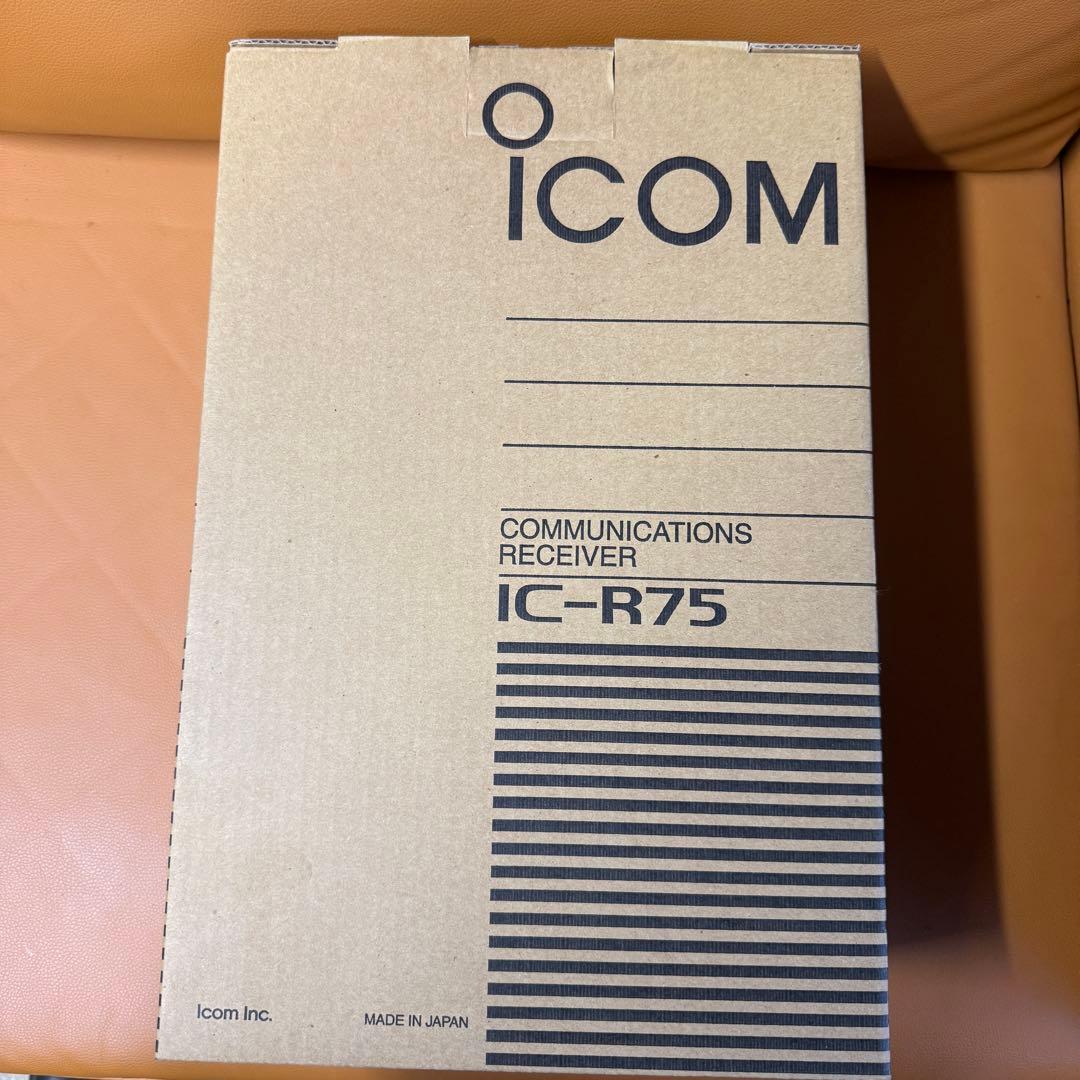 ICOM
COMMUNICATIONS
RECEIVER
IC-R75
Icom Inc.
MADE IN JAPAN